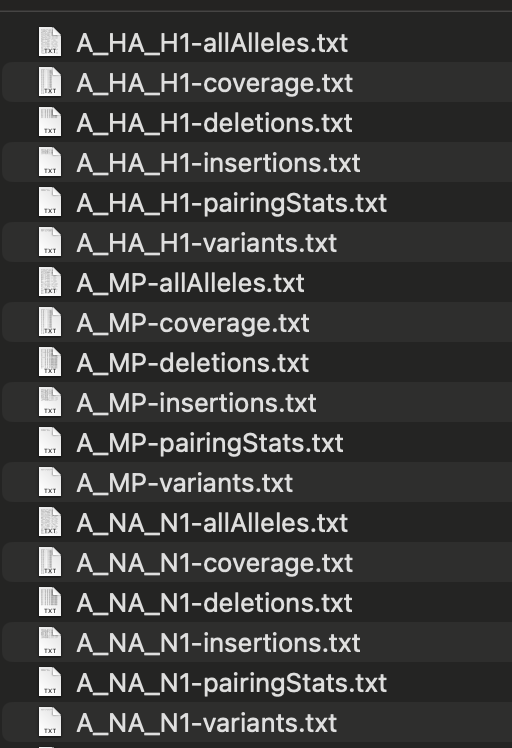 A_HA_H1-allAlleles.txt
A_HA_H1-coverage.txt
A_HA_H1-deletions.txt
A_HA_H1-insertions.txt
A_HA_H1-pairingStats.txt
A_HA_H1-variants.txt
A_MP-allAlleles.txt
A_MP-coverage.txt
A_MP-deletions.txt
A_MP-insertions.txt
A_MP-pairingStats.txt
A_MP-variants.txt
A_NA_N1-allAlleles.txt
A_NA_N1-coverage.txt
A_NA_N1-deletions.txt
A_NA_N1-insertions.txt
A_NA_N1-pairingStats.txt
A_NA_N1-variants.txt